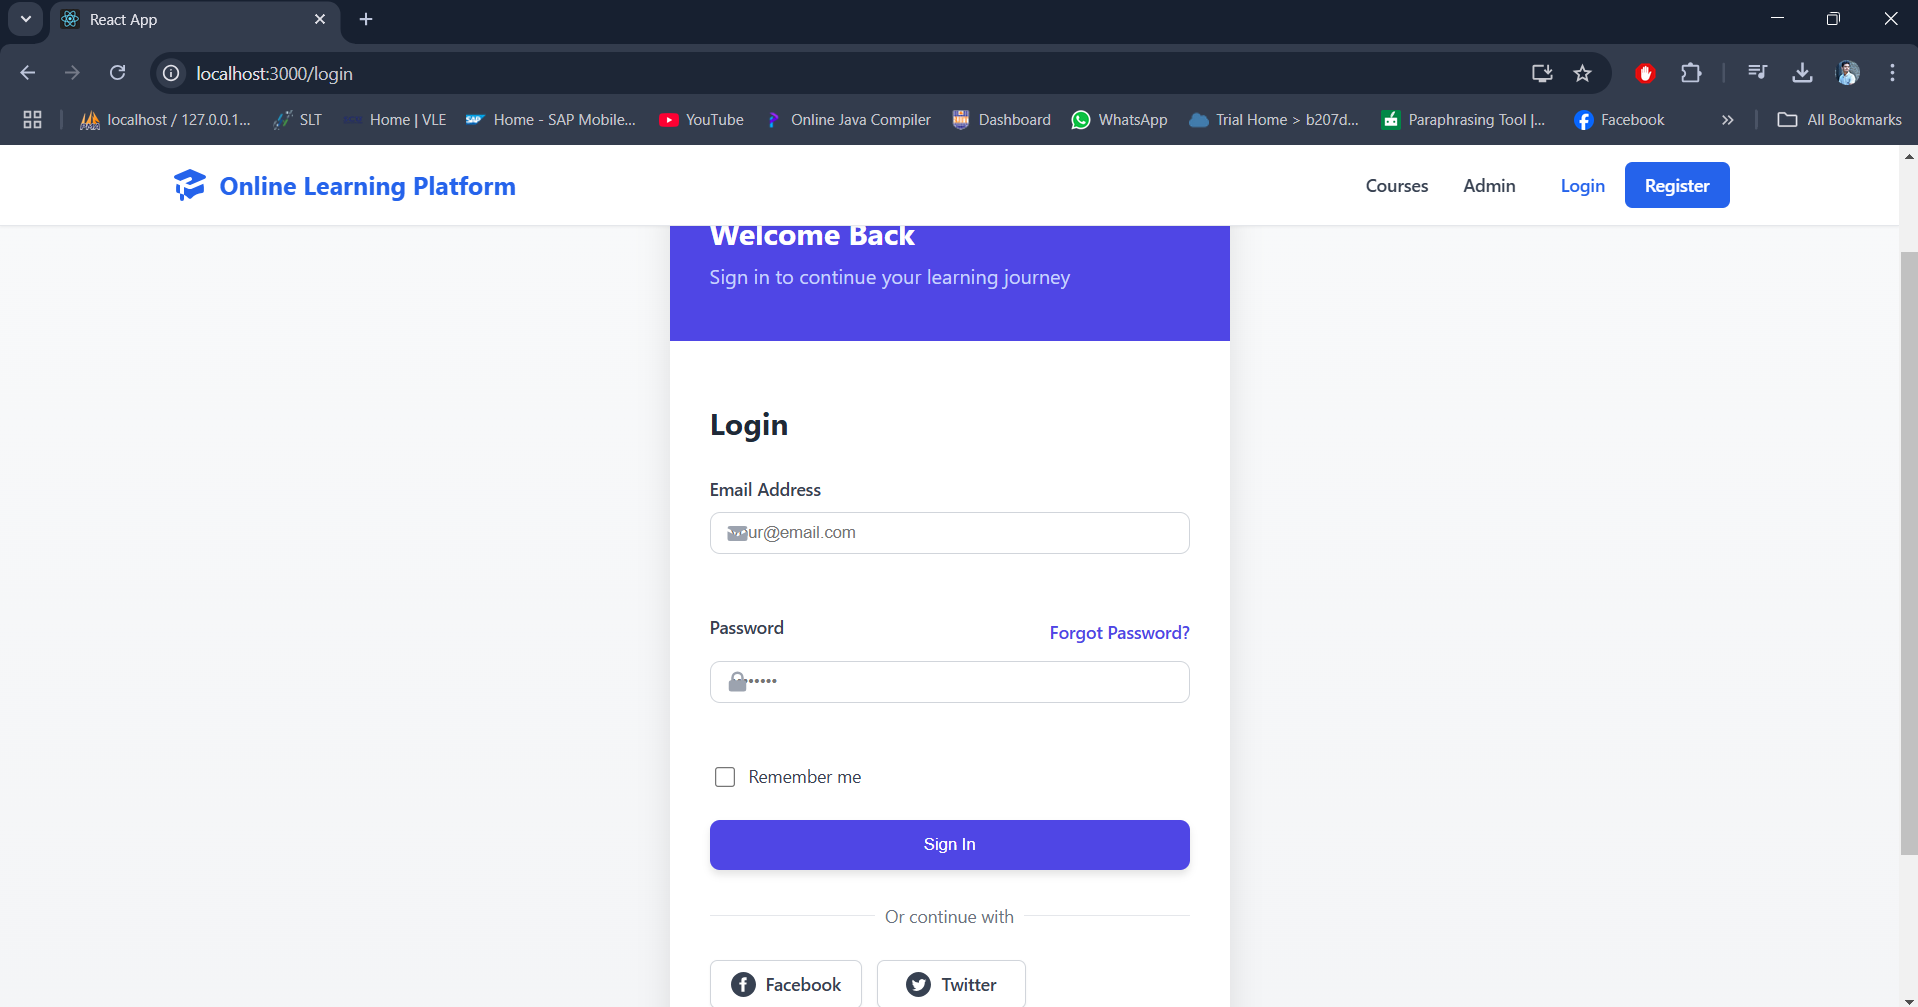 React App
localhost:3000/login
localhost / 127.0.0.1...
SLT
Home | VLE
Home - SAP Mobile...
YouTube
Online Java Compiler
Dashboard
WhatsApp
Trial Home > b207d...
Paraphrasing Tool |...
Facebook
All Bookmarks
Online Learning Platform
Courses
Admin
Login
Register
Welcome Back
Sign in to continue your learning journey
Login
Email Address
ur@email.com
Password
Forgot Password?
Remember me
Sign In
Or continue with
Facebook
Twitter